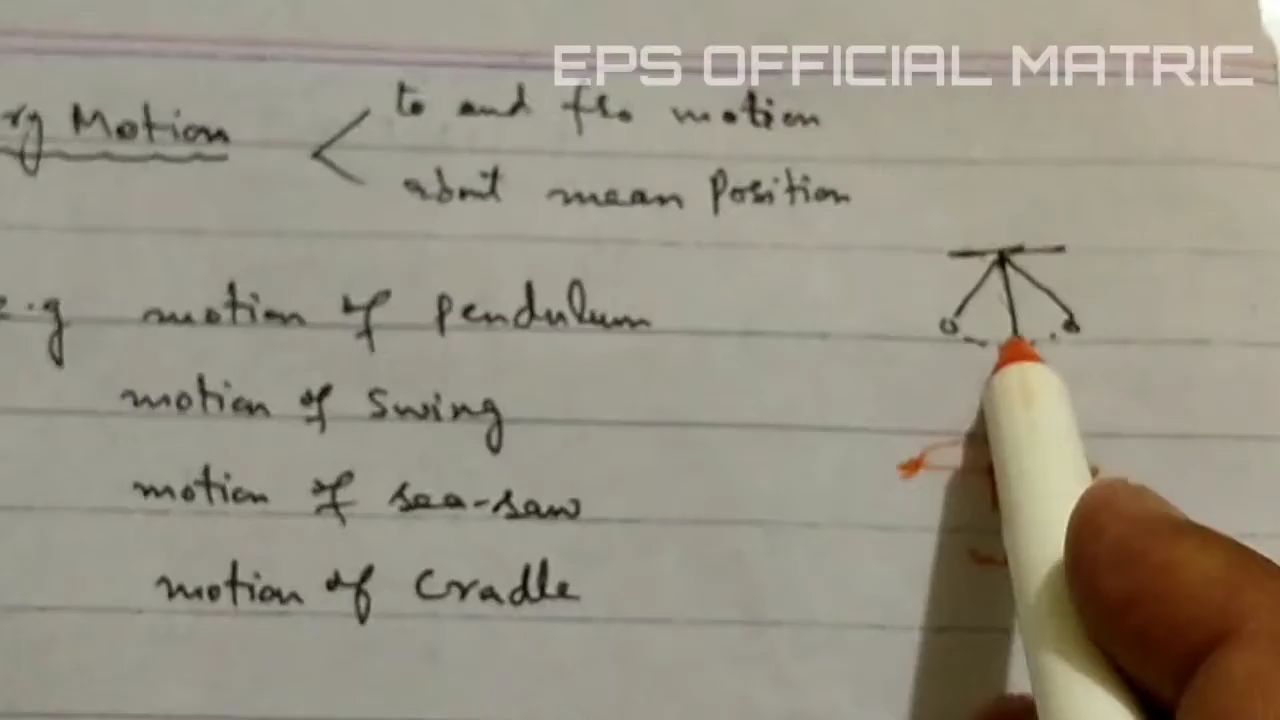 EPS OFFICIAL MATRIC
ry Motion < to and fro motion
about mean Position
e.g motion of pendulum
motion of swing
motion of sea-saw
motion of cradle